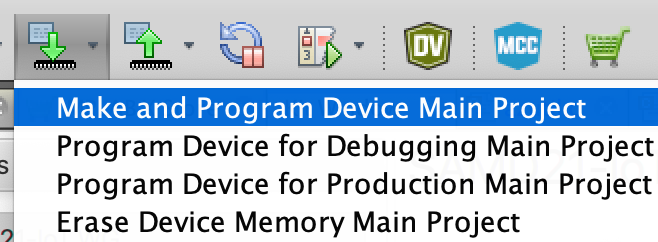 DV
MCC
Make and Program Device Main Project
Program Device for Debugging Main Project
Program Device for Production Main Project
Erase Device Memory Main Project